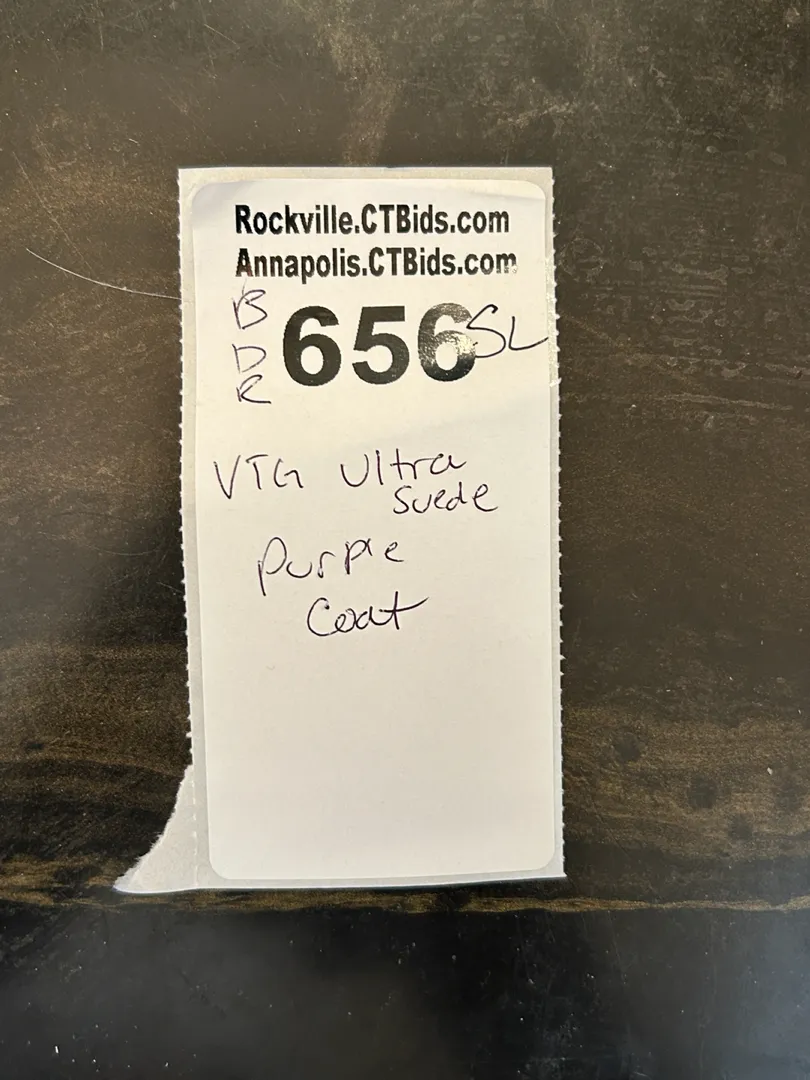 Rockville.CTBids.com
Annapolis.CTBids.com
B
D
R
656 SL
VTG Ultra
Suede
Purple
Coat